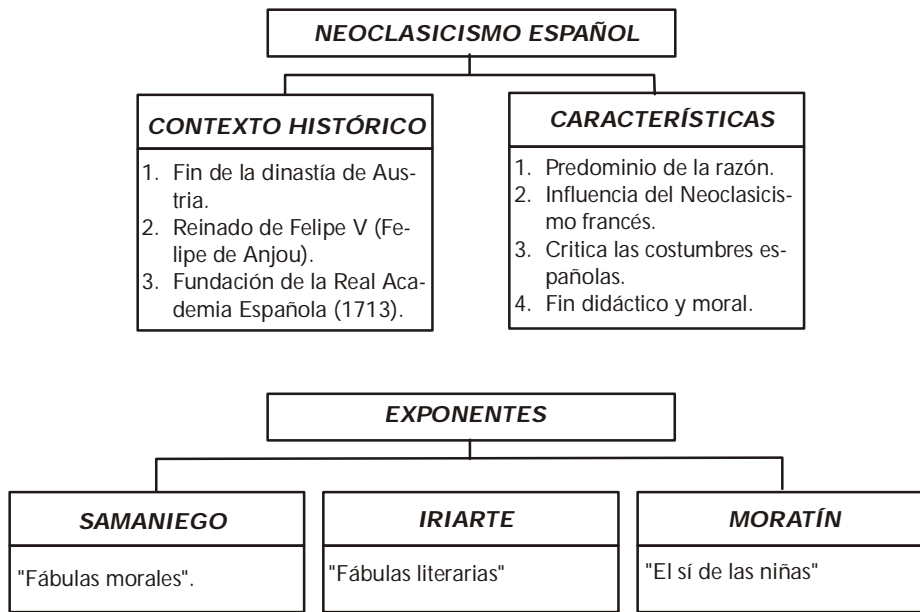 NEOCLASICISMO ESPAÑOL
CONTEXTO HISTÓRICO
1. Fin de la dinastía de Aus-
tria.
2. Reinado de Felipe V (Fe-
lipe de Anjou).
3. Fundación de la Real Aca-
demia Española (1713).
CARACTERÍSTICAS
1. Predominio de la razón.
2. Influencia del Neoclasicis-
mo francés.
3. Critica las costumbres es-
pañolas.
4. Fin didáctico y moral.
EXPONENTES
SAMANIEGO
"Fábulas morales".
IRIARTE
"Fábulas literarias"
MORATÍN
"El sí de las niñas"